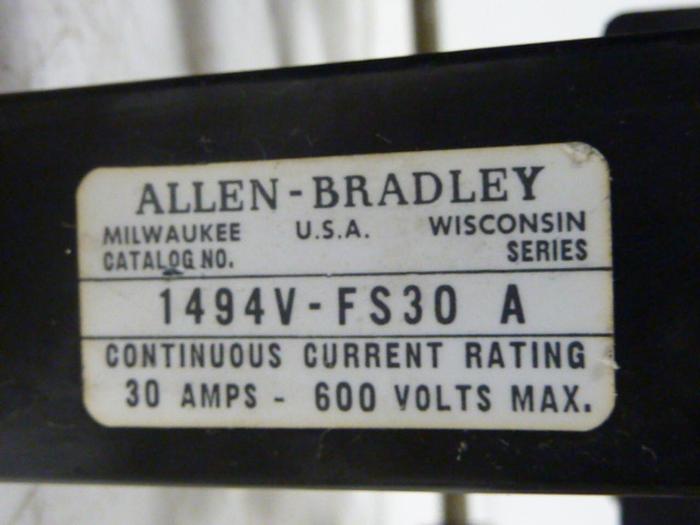 ALLEN-BRADLEY
MILWAUKEE U.S.A. WISCONSIN
CATALOG NO. SERIES
1494V-FS30 A
CONTINUOUS CURRENT RATING
30 AMPS - 600 VOLTS MAX.